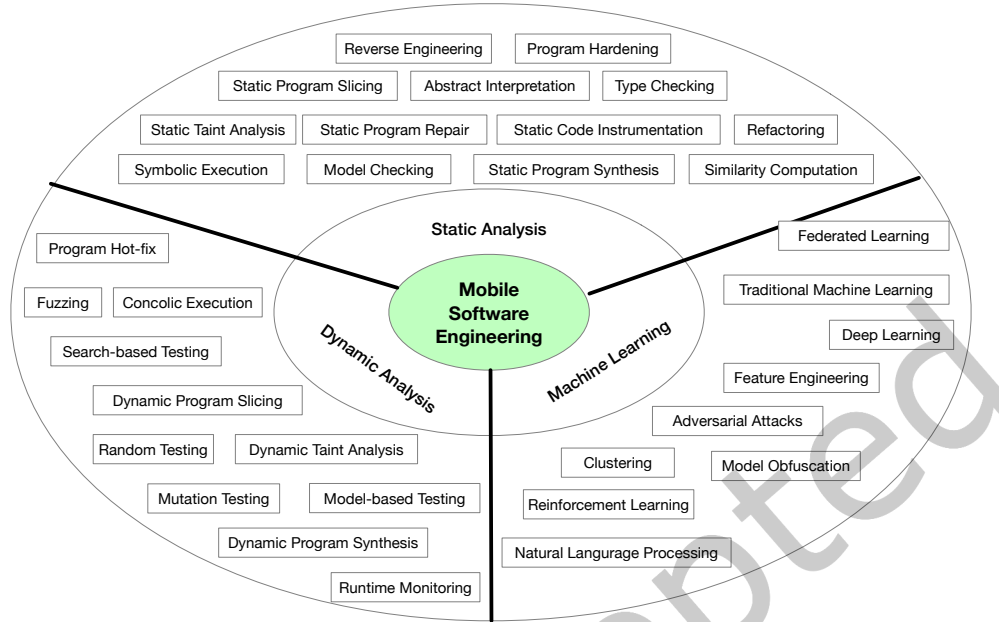 Reverse Engineering
Program Hardening
Static Program Slicing
Abstract Interpretation
Type Checking
Static Taint Analysis
Static Program Repair
Static Code Instrumentation
Refactoring
Symbolic Execution
Model Checking
Static Program Synthesis
Similarity Computation
Static Analysis
Mobile
Software
Engineering
Dynamic Analysis
Machine Learning
Program Hot-fix
Fuzzing
Concolic Execution
Search-based Testing
Dynamic Program Slicing
Random Testing
Dynamic Taint Analysis
Mutation Testing
Model-based Testing
Dynamic Program Synthesis
Runtime Monitoring
Federated Learning
Traditional Machine Learning
Deep Learning
Feature Engineering
Adversarial Attacks
Clustering
Model Obfuscation
Reinforcement Learning
Natural Langurage Processing